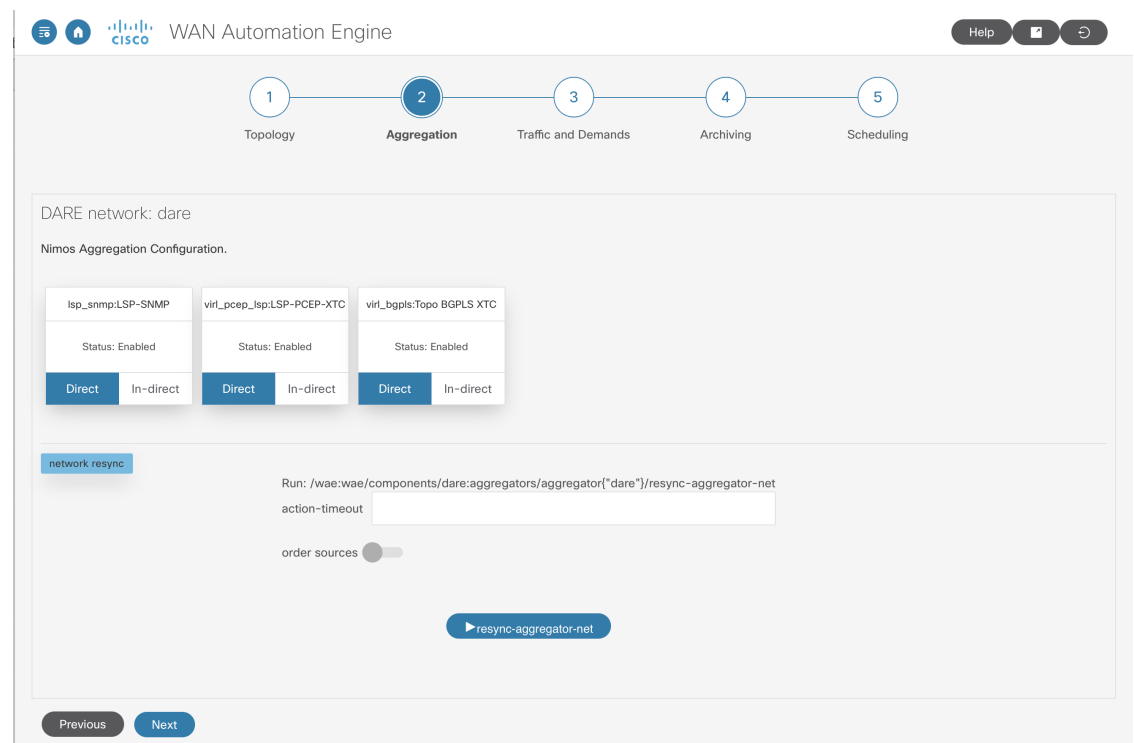 CISCO WAN Automation Engine Help
1 2 3 4 5
Topology Aggregation Traffic and Demands Archiving Scheduling
DARE network: dare
Nimos Aggregation Configuration.
lsp_snmp:LSP-SNMP virl_pcep_lsp:LSP-PCEP-XTC virl_bgpls:Topo BGPLS XTC
Status: Enabled Status: Enabled Status: Enabled
Direct In-direct Direct In-direct Direct In-direct
network resync
Run: /wae:wae/components/dare:aggregators/aggregator{"dare"}/resync-aggregator-net
action-timeout
order sources
resync-aggregator-net
Previous Next